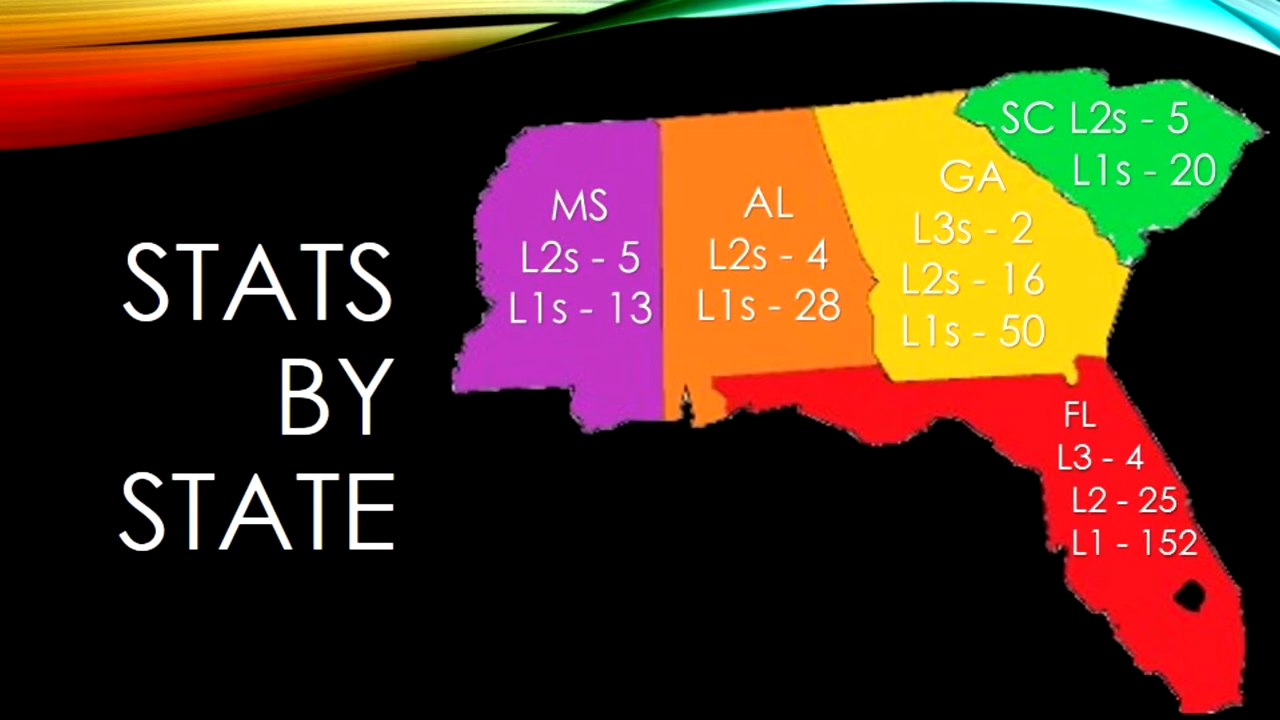 STATS
BY
STATE
MS
L2s - 5
L1s - 13
AL
L2s - 4
L1s - 28
GA
L3s - 2
L2s - 16
L1s - 50
SC L2s - 5
L1s - 20
FL
L3 - 4
L2 - 25
L1 - 152